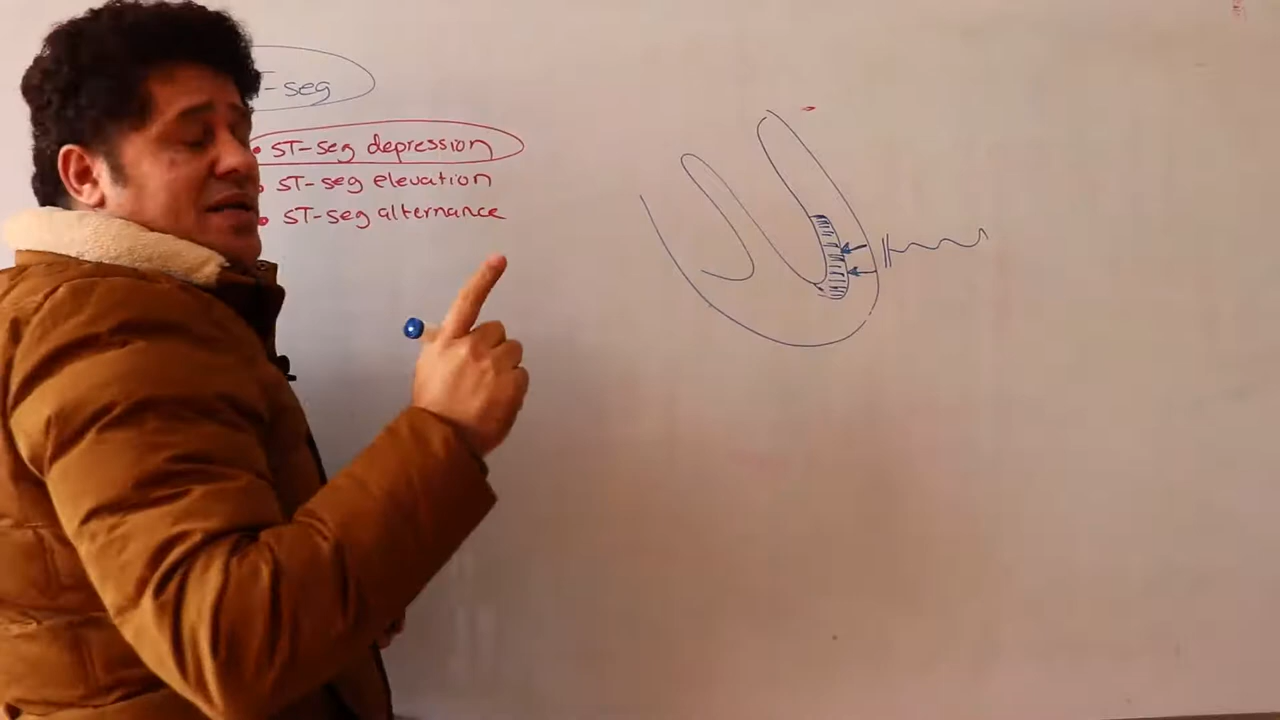 T-seg
ST-seg depression
ST-seg elevation
ST-seg alternance